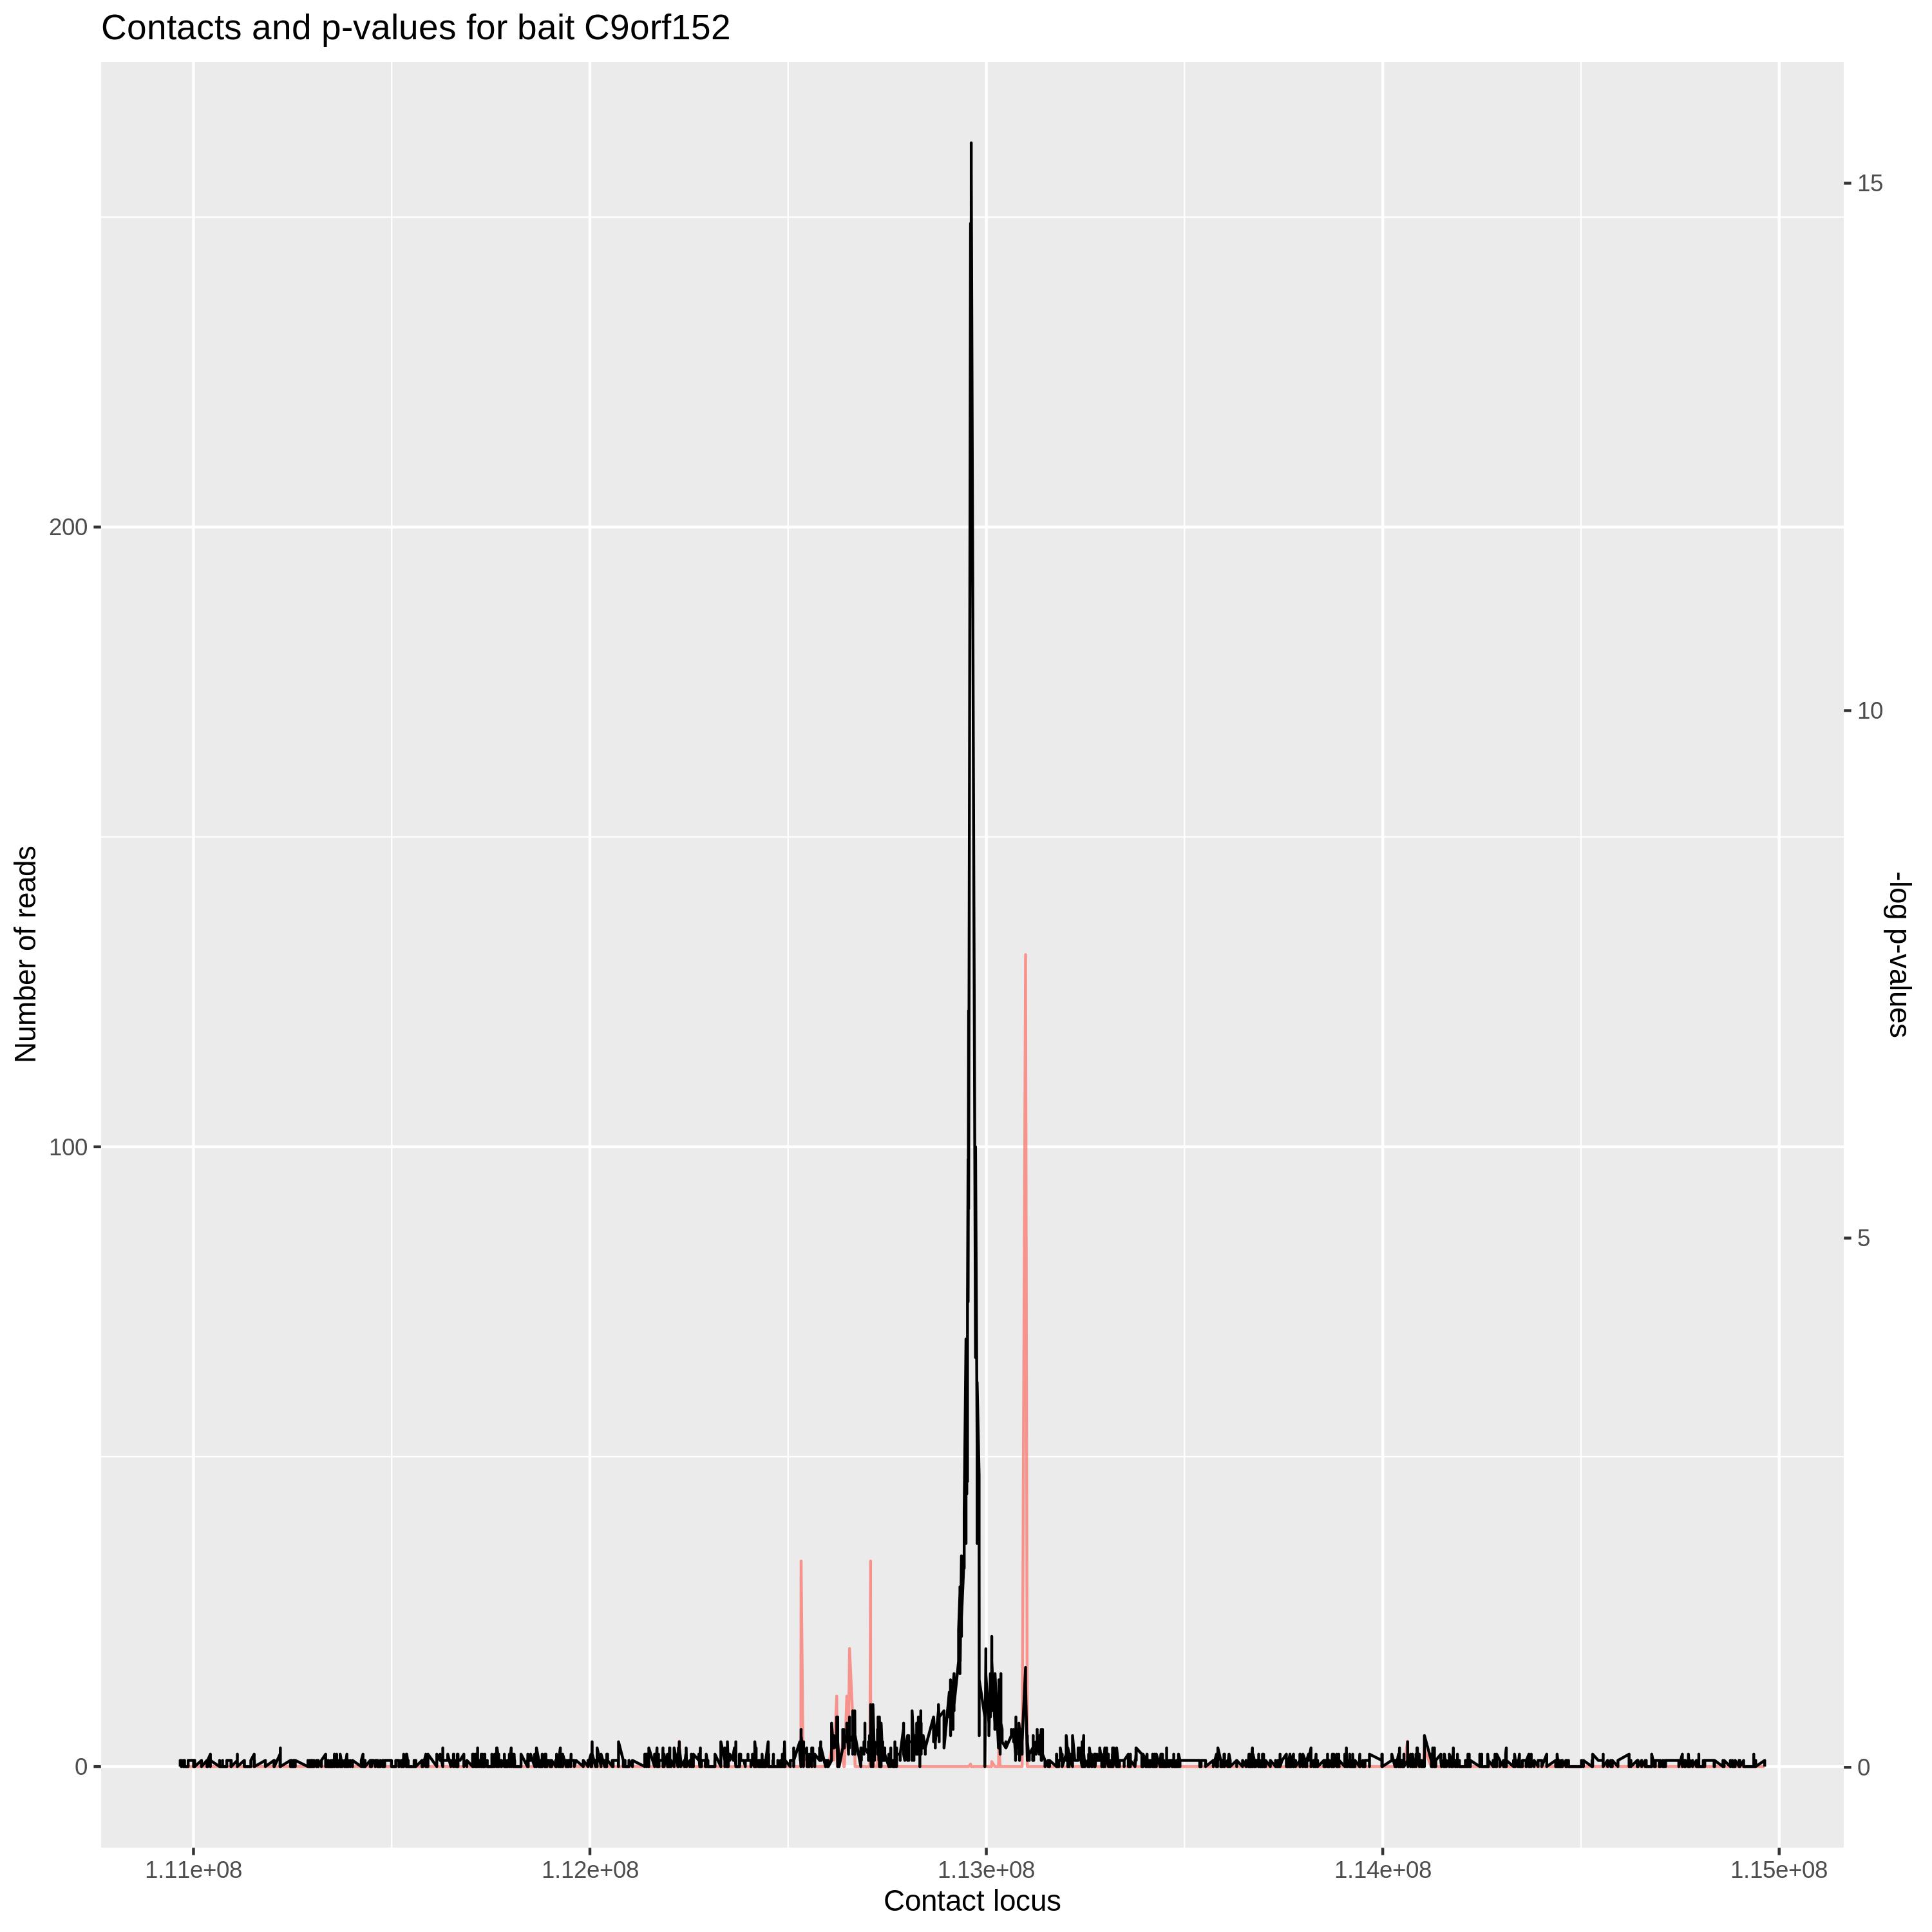 Contacts and p-values for bait C9orf152
Number of reads
200
100
0
15
10
5
0
-log p-values
1.11e+08
1.12e+08
1.13e+08
1.14e+08
1.15e+08
Contact locus